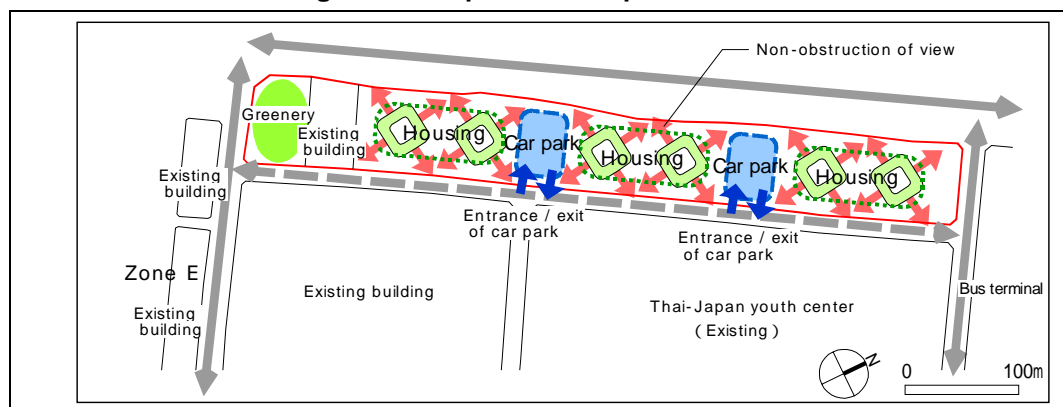 Non-obstruction of view
Greenery
Existing
building
Housing
Car park
Housing
Car park
Housing
Existing
building
Entrance / exit
of car park
Entrance / exit
of car park
Zone E
Existing
building
Existing building
Thai-Japan youth center
( Existing )
Bus terminal
N
0 100m